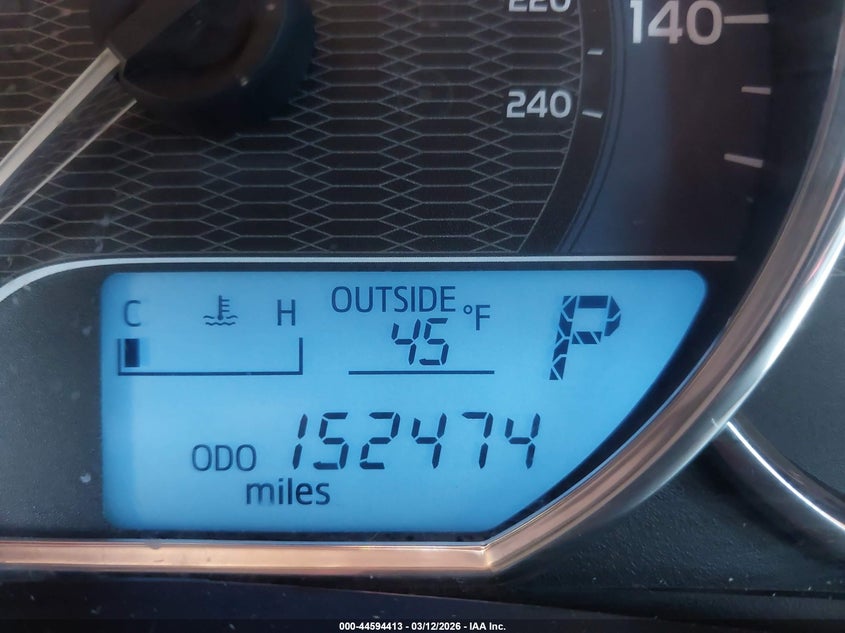 220
140
240
C H
OUTSIDE
45 °F
P
ODO 152474
miles
000-44594413 - 03/12/2026 - IAA Inc.